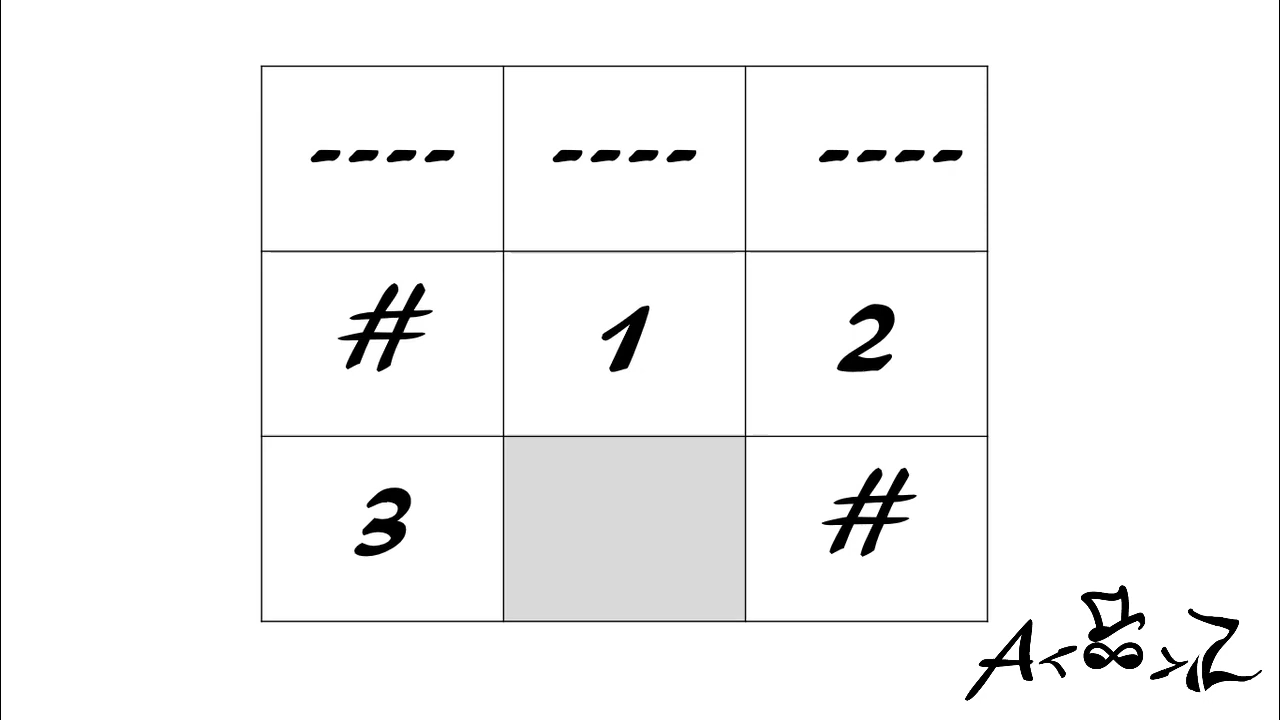 ---- ---- ----
# 1 2
3 #
A<∞>Z